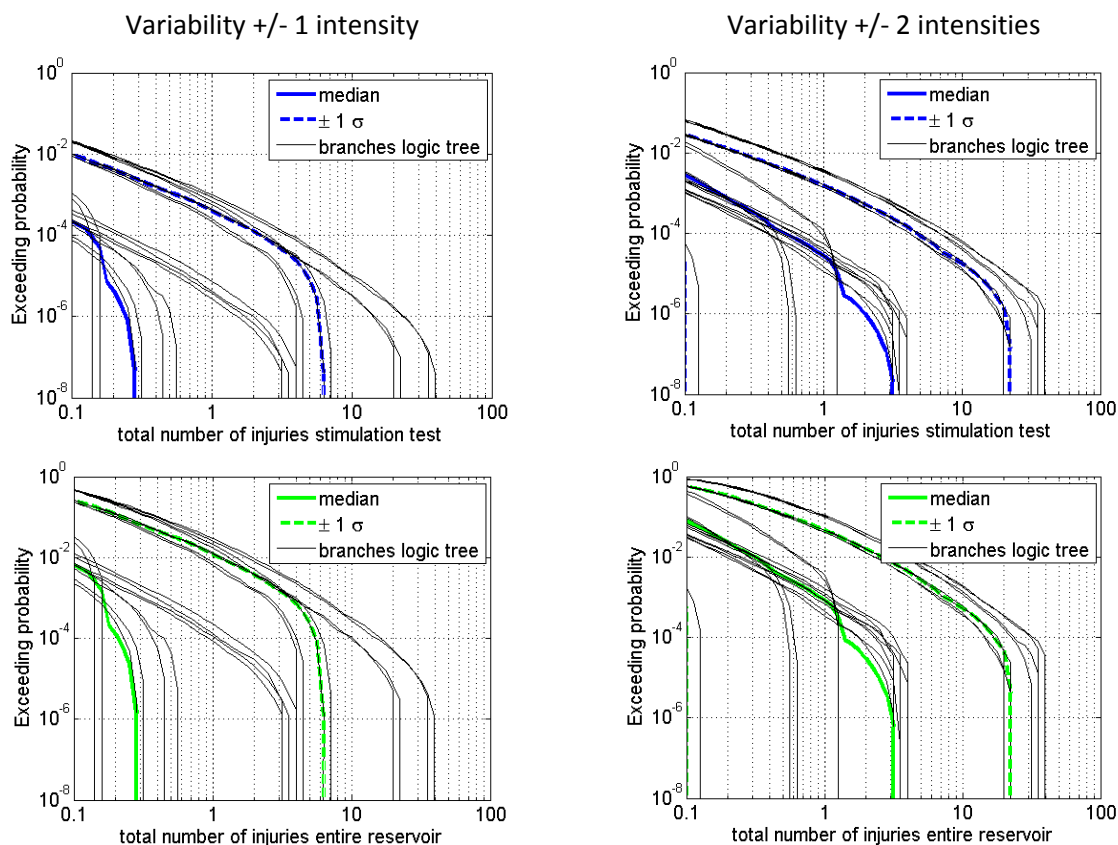 Variability +/- 1 intensity
Variability +/- 2 intensities
10^0
10^-2
10^-4
10^-6
10^-8
Exceeding probability
median
± 1 σ
branches logic tree
0.1 1 10 100
total number of injuries stimulation test
10^0
10^-2
10^-4
10^-6
10^-8
Exceeding probability
median
± 1 σ
branches logic tree
0.1 1 10 100
total number of injuries stimulation test
10^0
10^-2
10^-4
10^-6
10^-8
Exceeding probability
median
± 1 σ
branches logic tree
0.1 1 10 100
total number of injuries entire reservoir
10^0
10^-2
10^-4
10^-6
10^-8
Exceeding probability
median
± 1 σ
branches logic tree
0.1 1 10 100
total number of injuries entire reservoir